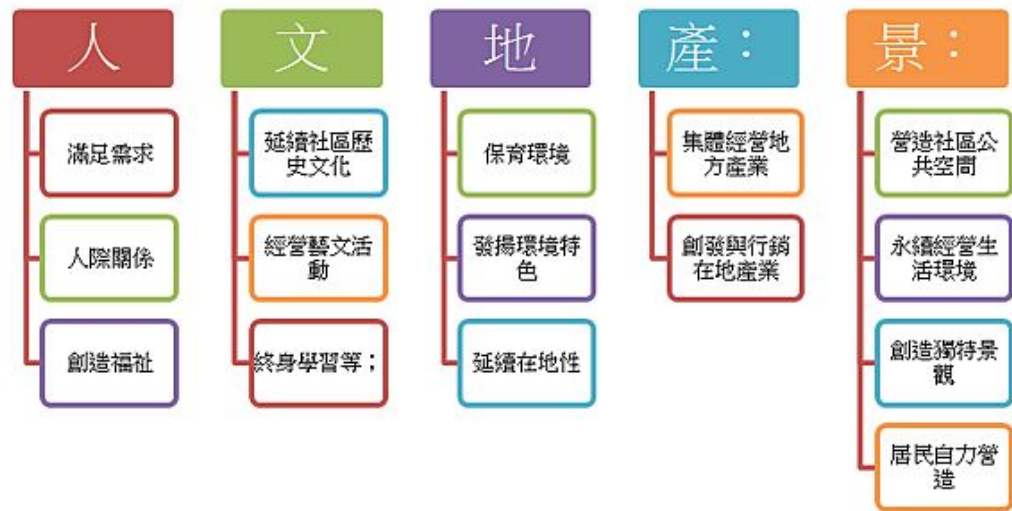 人
滿足需求
人際關係
創造福祉
文
延續社區歷
史文化
經營藝文活
動
終身學習等；
地
保育環境
發揚環境特
色
延續在地性
產：
集體經營地
方產業
創發與行銷
在地產業
景：
營造社區公
共空間
永續經營生
活環境
創造獨特景
觀
居民自力營
造